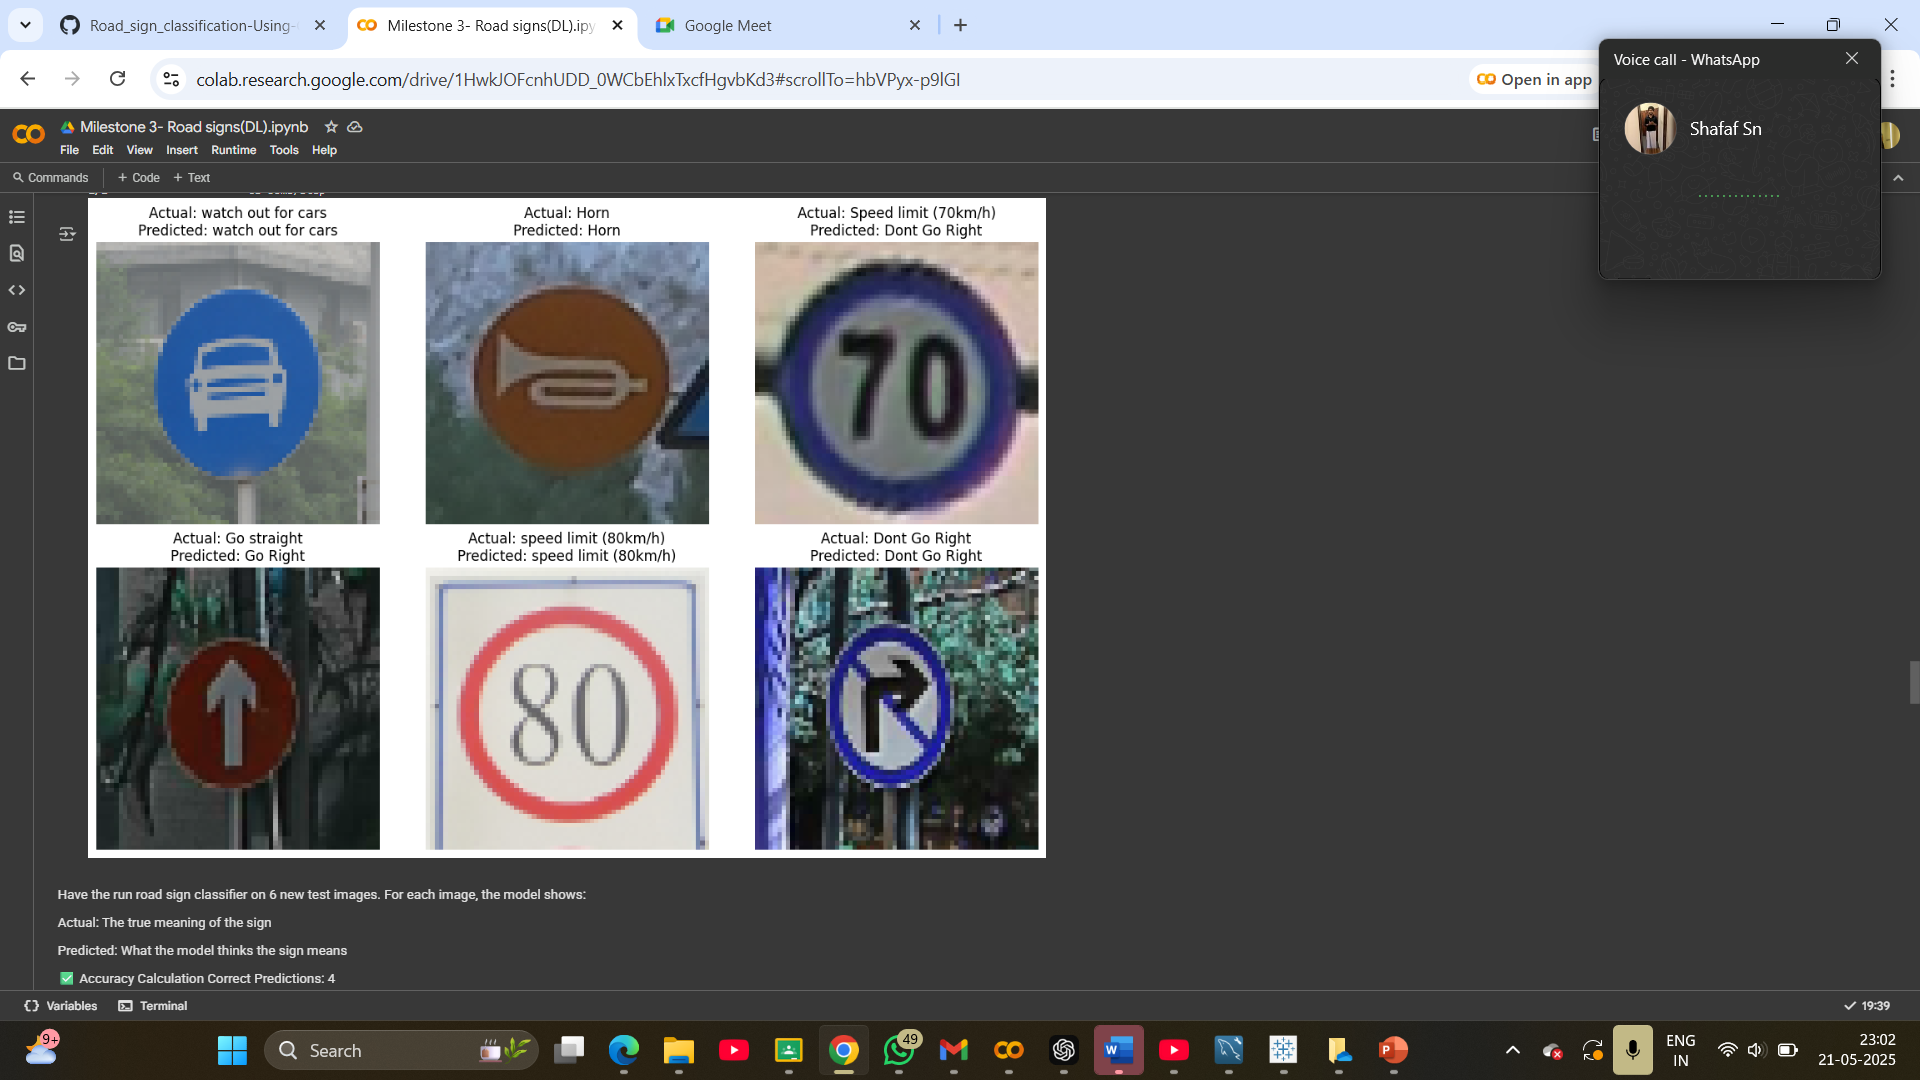 Road_sign_classification-Using-
Milestone 3- Road signs(DL).ipy
Google Meet
colab.research.google.com/drive/1HwkJOFcnhUDD_0WCbEhlxTxcfHgvbKd3#scrollTo=hbVPyx-p9lGI
Open in app
Voice call - WhatsApp
Shafaf Sn
CO
Milestone 3- Road signs(DL).ipynb
File Edit View Insert Runtime Tools Help
Commands + Code + Text
Actual: watch out for cars
Predicted: watch out for cars
Actual: Horn
Predicted: Horn
Actual: Speed limit (70km/h)
Predicted: Dont Go Right
70
Actual: Go straight
Predicted: Go Right
Actual: speed limit (80km/h)
Predicted: speed limit (80km/h)
Actual: Dont Go Right
Predicted: Dont Go Right
80
Have the run road sign classifier on 6 new test images. For each image, the model shows:
Actual: The true meaning of the sign
Predicted: What the model thinks the sign means
✅ Accuracy Calculation Correct Predictions: 4
Variables Terminal
19:39
9+
Search
49
ENG
IN
23:02
21-05-2025